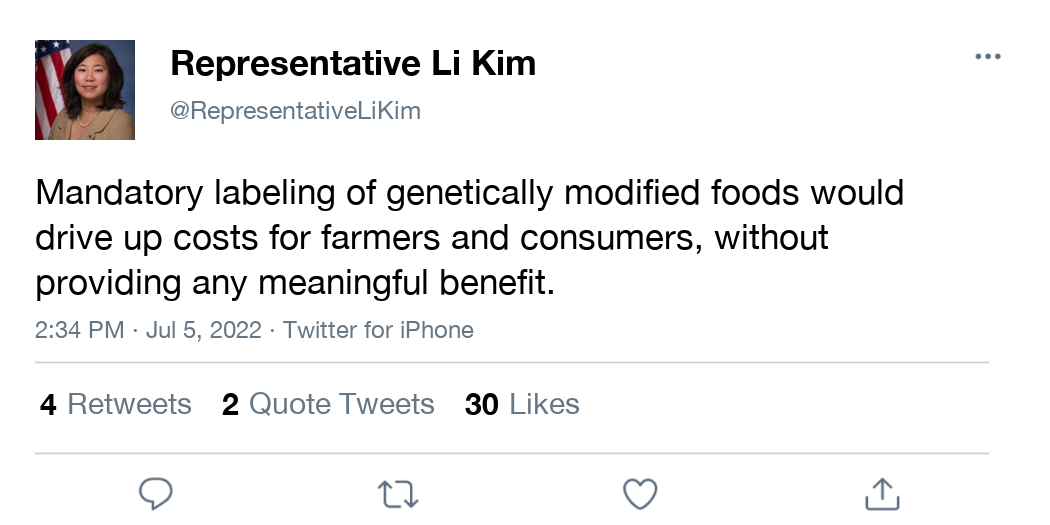 Representative Li Kim
@RepresentativeLiKim
Mandatory labeling of genetically modified foods would
drive up costs for farmers and consumers, without
providing any meaningful benefit.
2:34 PM · Jul 5, 2022 · Twitter for iPhone
4 Retweets 2 Quote Tweets 30 Likes